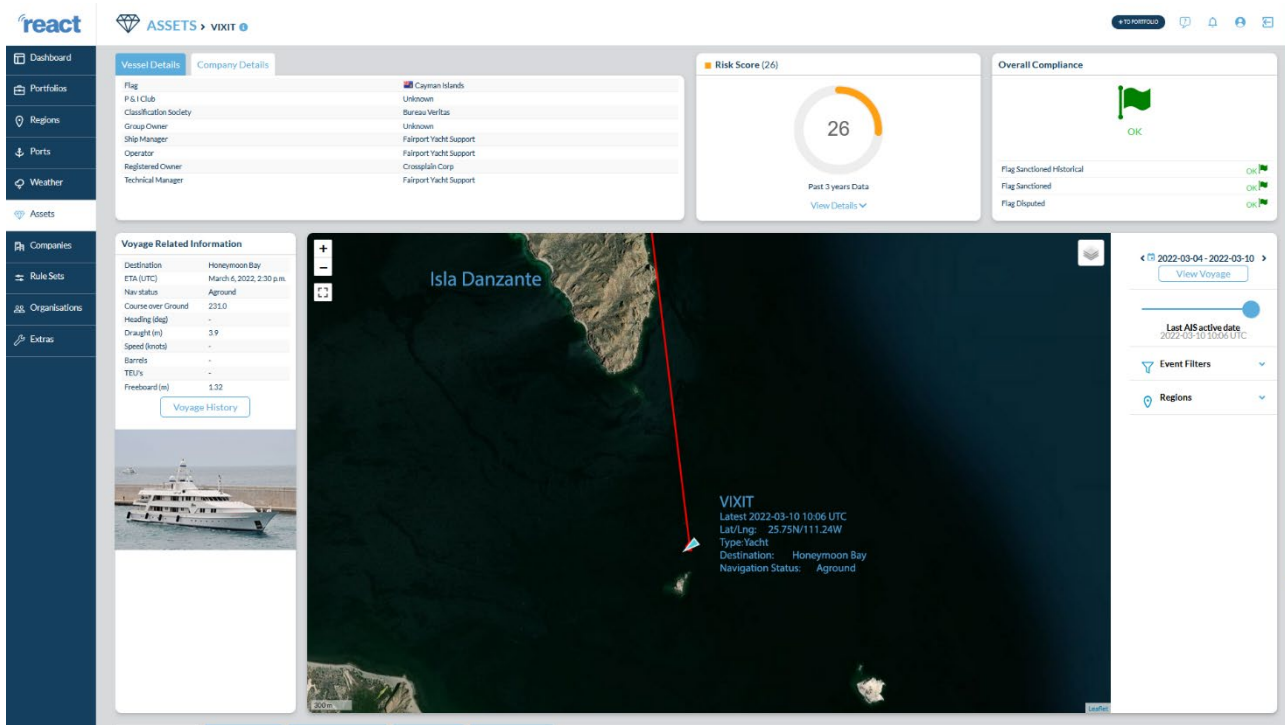 react
ASSETS > VIXIT
+ TO PORTFOLIO
Dashboard
Portfolios
Regions
Ports
Weather
Assets
Companies
Rule Sets
Organisations
Extras
Vessel Details Company Details
Flag Cayman Islands
P & I Club Unknown
Classification Society Bureau Veritas
Group Owner Unknown
Ship Manager Fairport Yacht Support
Operator Fairport Yacht Support
Registered Owner Crossplain Corp
Technical Manager Fairport Yacht Support
Risk Score (26)
26
Past 3 years Data
View Details
Overall Compliance
OK
Flag Sanctioned Historical OK
Flag Sanctioned OK
Flag Disputed OK
Voyage Related Information
Destination Honeymoon Bay
ETA (UTC) March 6, 2022, 2:30 p.m.
Nav status Aground
Course over Ground 231.0
Heading (deg) -
Draught (m) 3.9
Speed (knots) -
Barrels -
TEU's -
Freeboard (m) 1.32
Voyage History
+
−
Isla Danzante
VIXIT
Latest 2022-03-10 10:06 UTC
Lat/Lng: 25.75N/111.24W
Type:Yacht
Destination: Honeymoon Bay
Navigation Status: Aground
300 m
Leaflet
< 2022-03-04 - 2022-03-10 >
View Voyage
Last AIS active date
2022-03-10 10:06 UTC
Event Filters
Regions